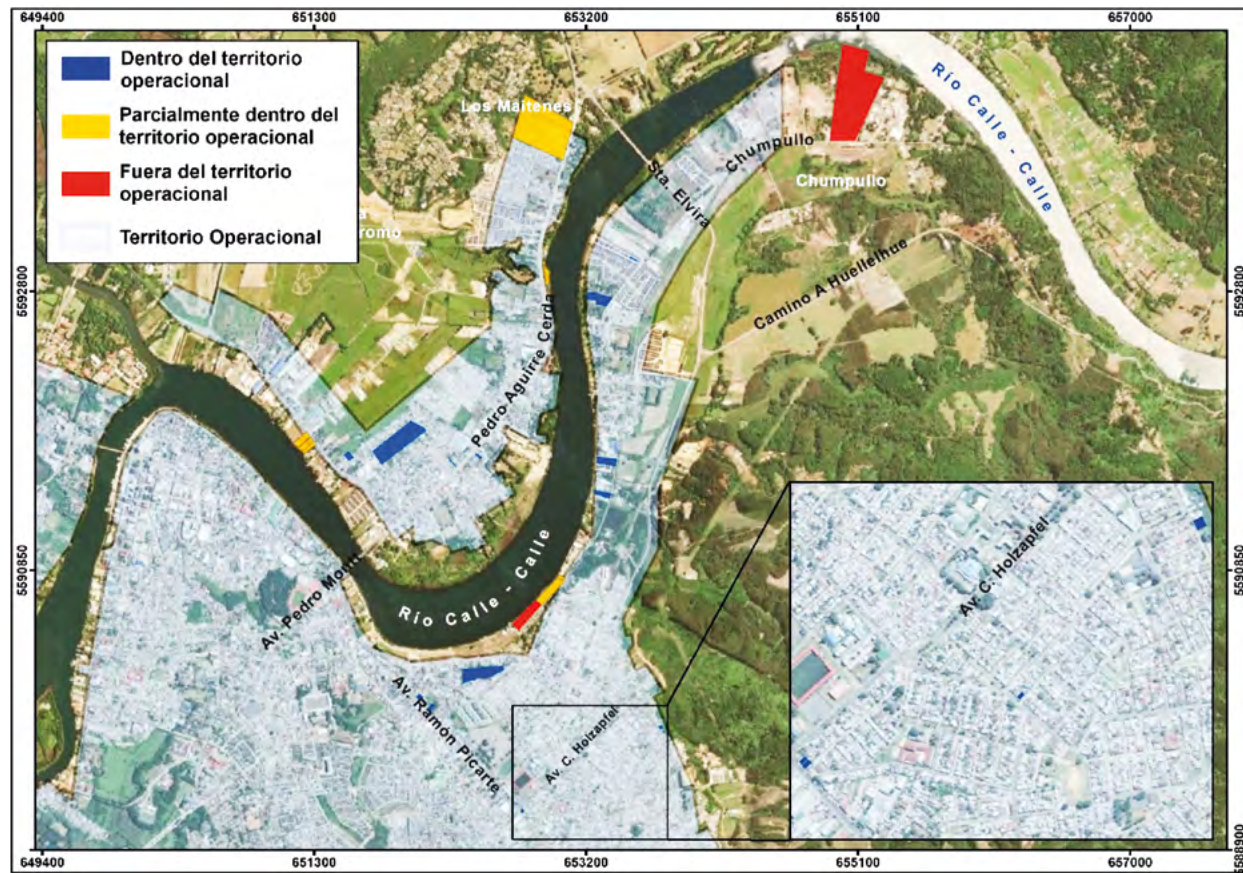 649400
651300
653200
655100
657000
Dentro del territorio
operacional
Parcialmente dentro del
territorio operacional
Fuera del territorio
operacional
Territorio Operacional
Los Maitenes
Río Calle - Calle
Chumpullo
Sta. Elvira
Chumpullo
romo
5592800
5592800
Camino A Huellelhue
Pedro Aguirre Cerda
Av. Pedro Montt
Río Calle - Calle
5590850
5590850
Av. C. Holzapfel
Av. Ramón Picarte
Av. C. Holzapfel
5588900
649400
651300
653200
655100
657000